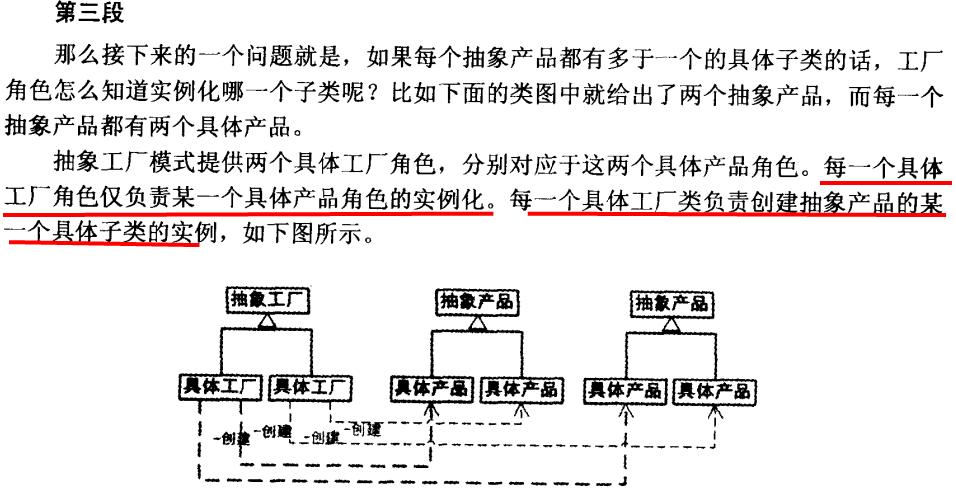 第三段
那么接下来的一个问题就是，如果每个抽象产品都有多于一个的具体子类的话，工厂
角色怎么知道实例化哪一个子类呢？比如下面的类图中就给出了两个抽象产品，而每一个
抽象产品都有两个具体产品。
抽象工厂模式提供两个具体工厂角色，分别对应于这两个具体产品角色。每一个具体
工厂角色仅负责某一个具体产品角色的实例化。每一个具体工厂类负责创建抽象产品的某
一个具体子类的实例，如下图所示。
抽象工厂 抽象产品 抽象产品
具体工厂 具体工厂 具体产品 具体产品 具体产品 具体产品
-创建 -创建 -创建 -创建